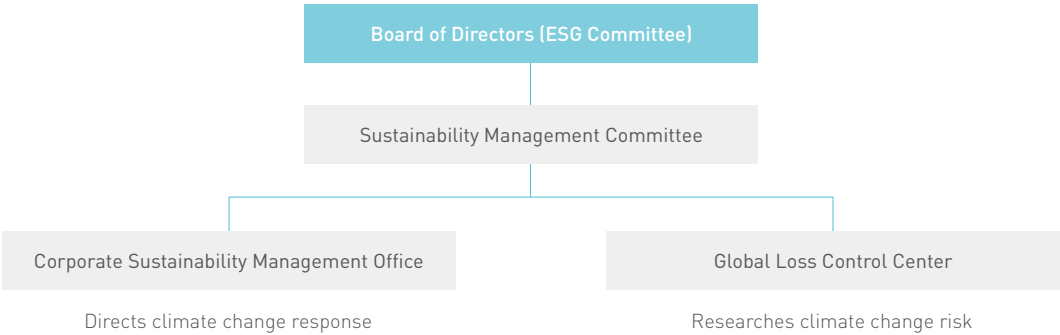 Board of Directors (ESG Committee)
Sustainability Management Committee
Corporate Sustainability Management Office
Global Loss Control Center
Directs climate change response
Researches climate change risk